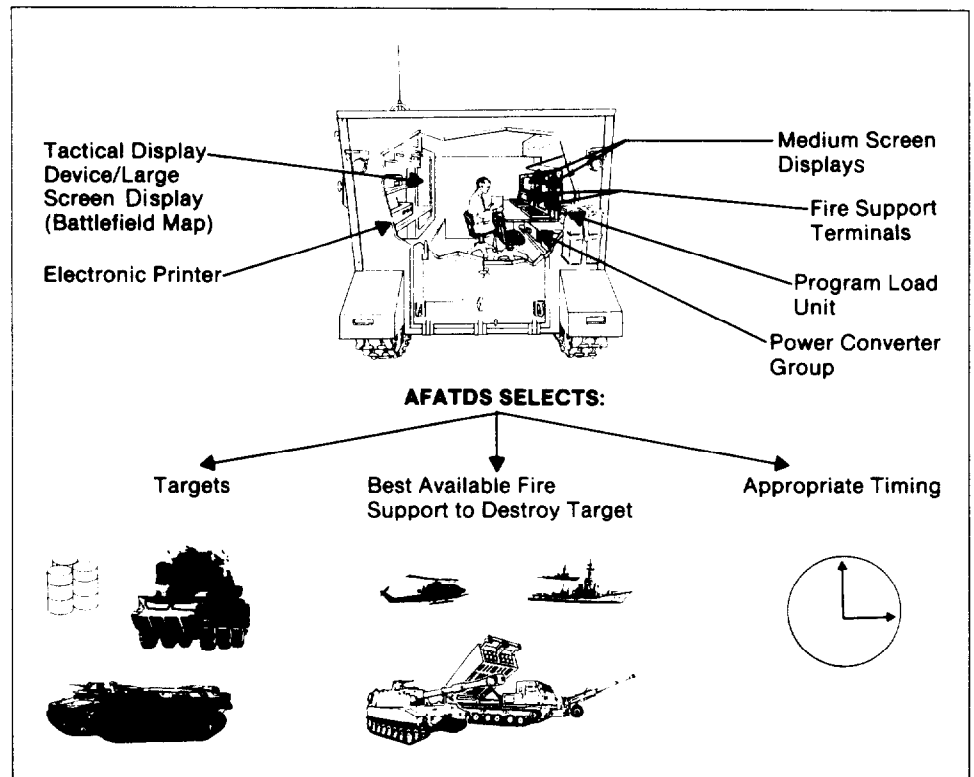 Tactical Display
Device/Large
Screen Display
(Battlefield Map)
Electronic Printer
Medium Screen
Displays
Fire Support
Terminals
Program Load
Unit
Power Converter
Group
AFATDS SELECTS:
Targets
Best Available Fire
Support to Destroy Target
Appropriate Timing